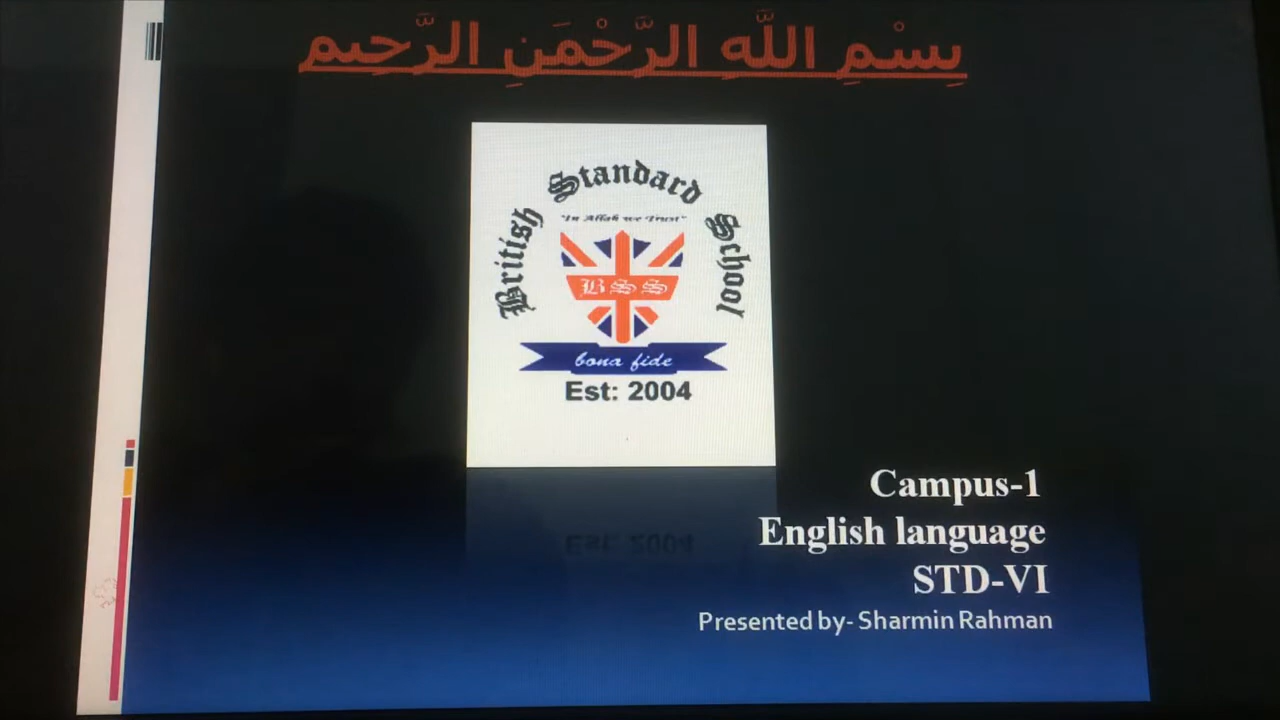 بِسْمِ اللَّهِ الرَّحْمَنِ الرَّحِيم
British Standard School
"In Allah we Trust"
BSS
bona fide
Est: 2004
Campus-1
English language
STD-VI
Presented by- Sharmin Rahman